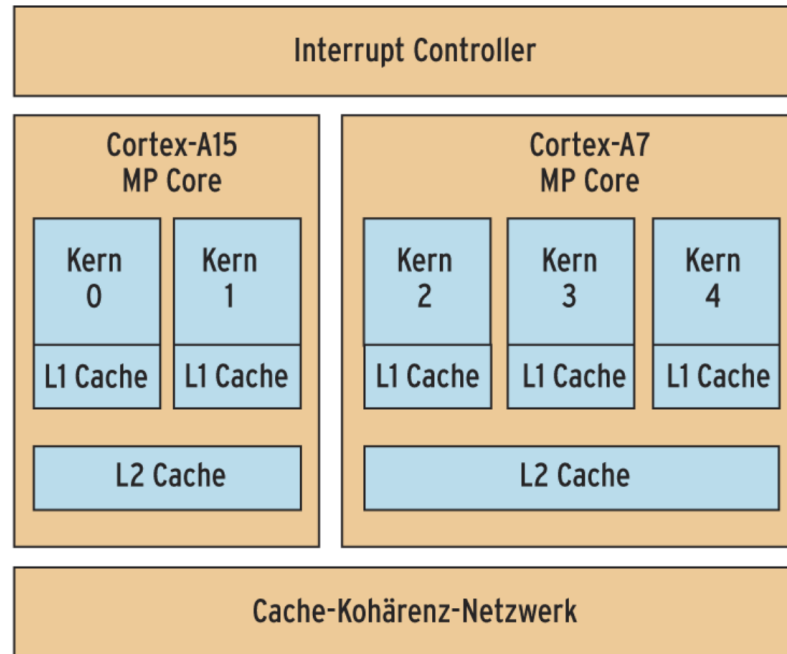 Interrupt Controller
Cortex-A15
MP Core
Kern
0
L1 Cache
Kern
1
L1 Cache
L2 Cache
Cortex-A7
MP Core
Kern
2
L1 Cache
Kern
3
L1 Cache
Kern
4
L1 Cache
L2 Cache
Cache-Kohärenz-Netzwerk